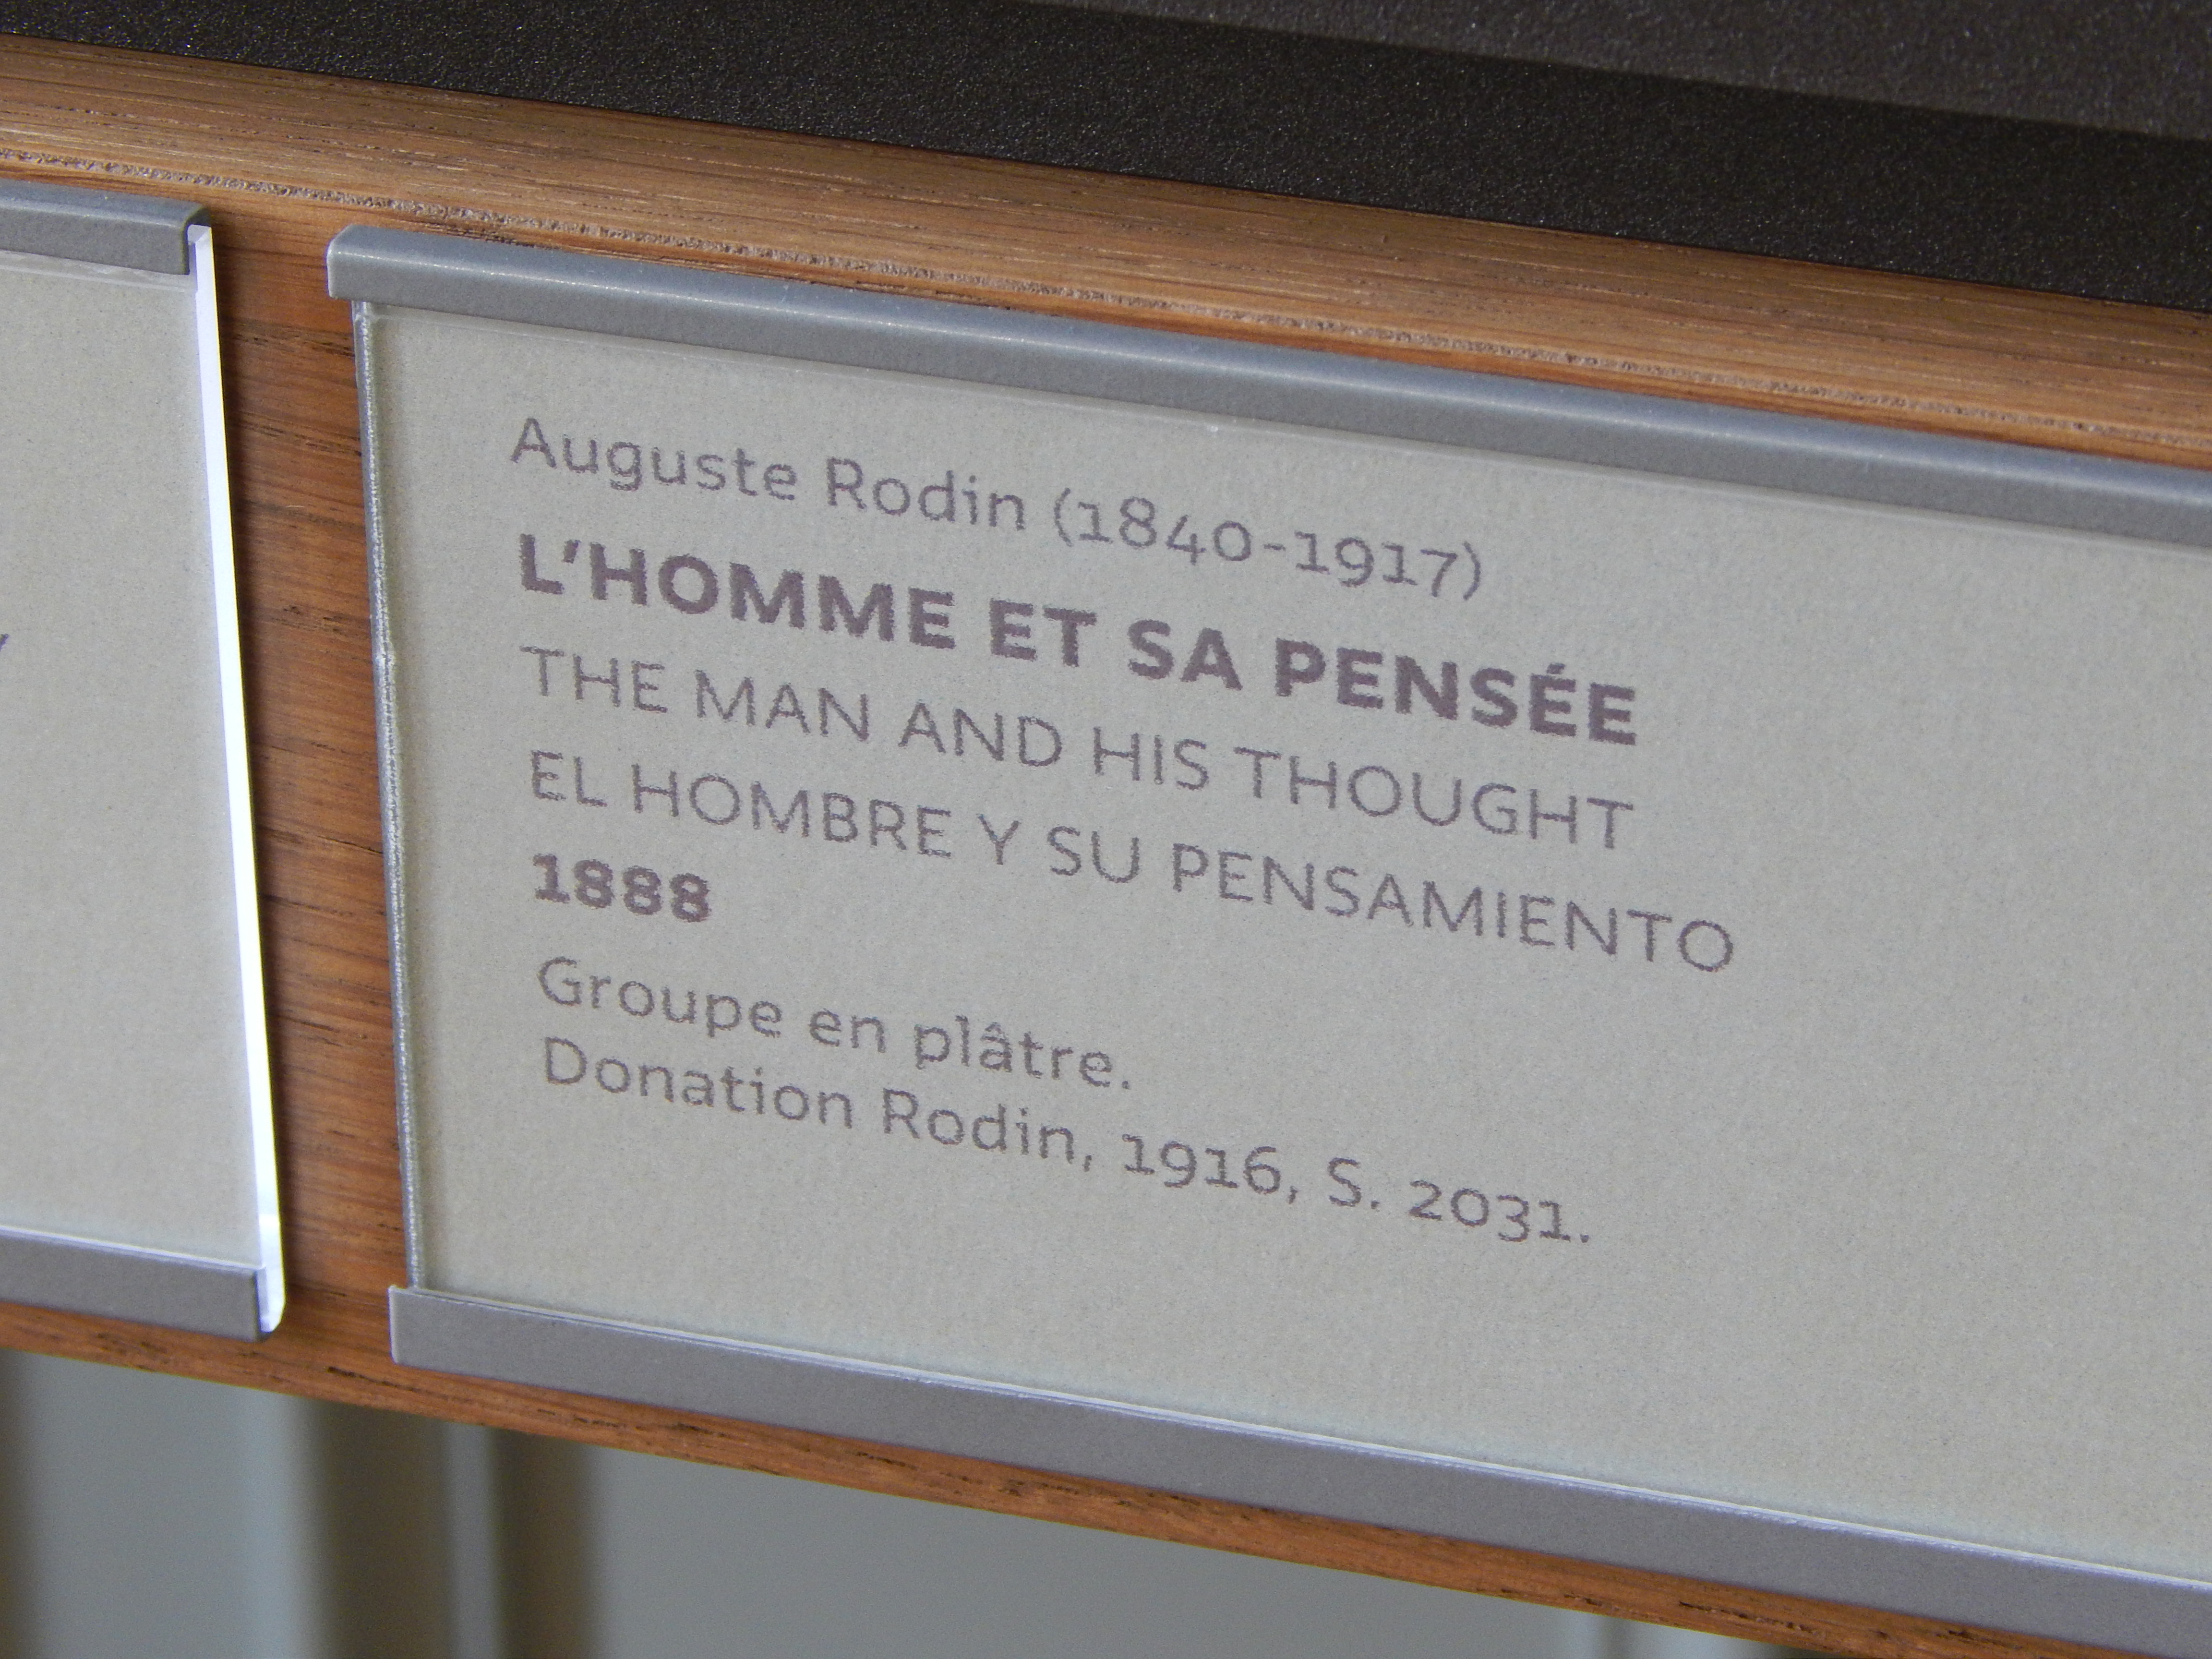 Auguste Rodin (1840-1917)
L'HOMME ET SA PENSÉE
THE MAN AND HIS THOUGHT
EL HOMBRE Y SU PENSAMIENTO
1888
Groupe en plâtre.
Donation Rodin, 1916, S. 2031.